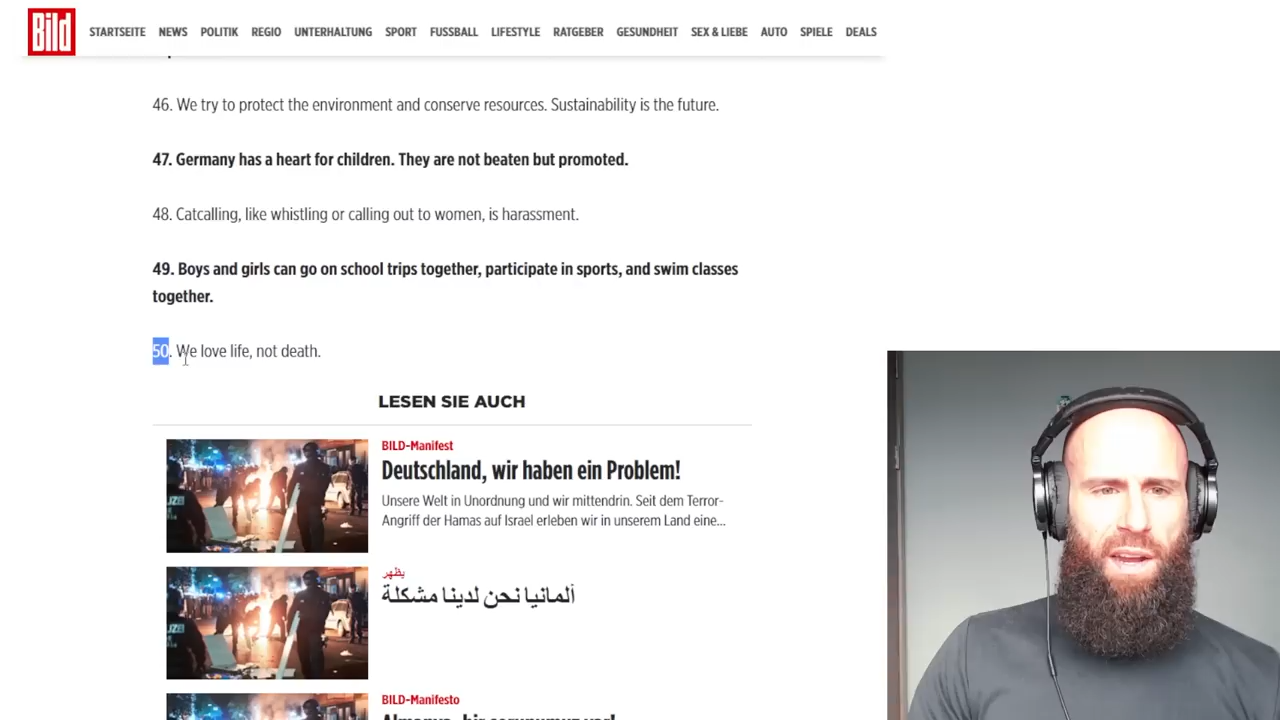 Bild
STARTSEITE NEWS POLITIK REGIO UNTERHALTUNG SPORT FUSSBALL LIFESTYLE RATGEBER GESUNDHEIT SEX & LIEBE AUTO SPIELE DEALS
46. We try to protect the environment and conserve resources. Sustainability is the future.
47. Germany has a heart for children. They are not beaten but promoted.
48. Catcalling, like whistling or calling out to women, is harassment.
49. Boys and girls can go on school trips together, participate in sports, and swim classes
together.
50. We love life, not death.
LESEN SIE AUCH
BILD-Manifest
Deutschland, wir haben ein Problem!
Unsere Welt in Unordnung und wir mittendrin. Seit dem Terror-
Angriff der Hamas auf Israel erleben wir in unserem Land eine...
يظهر
ألمانيا نحن لدينا مشكلة
BILD-Manifesto